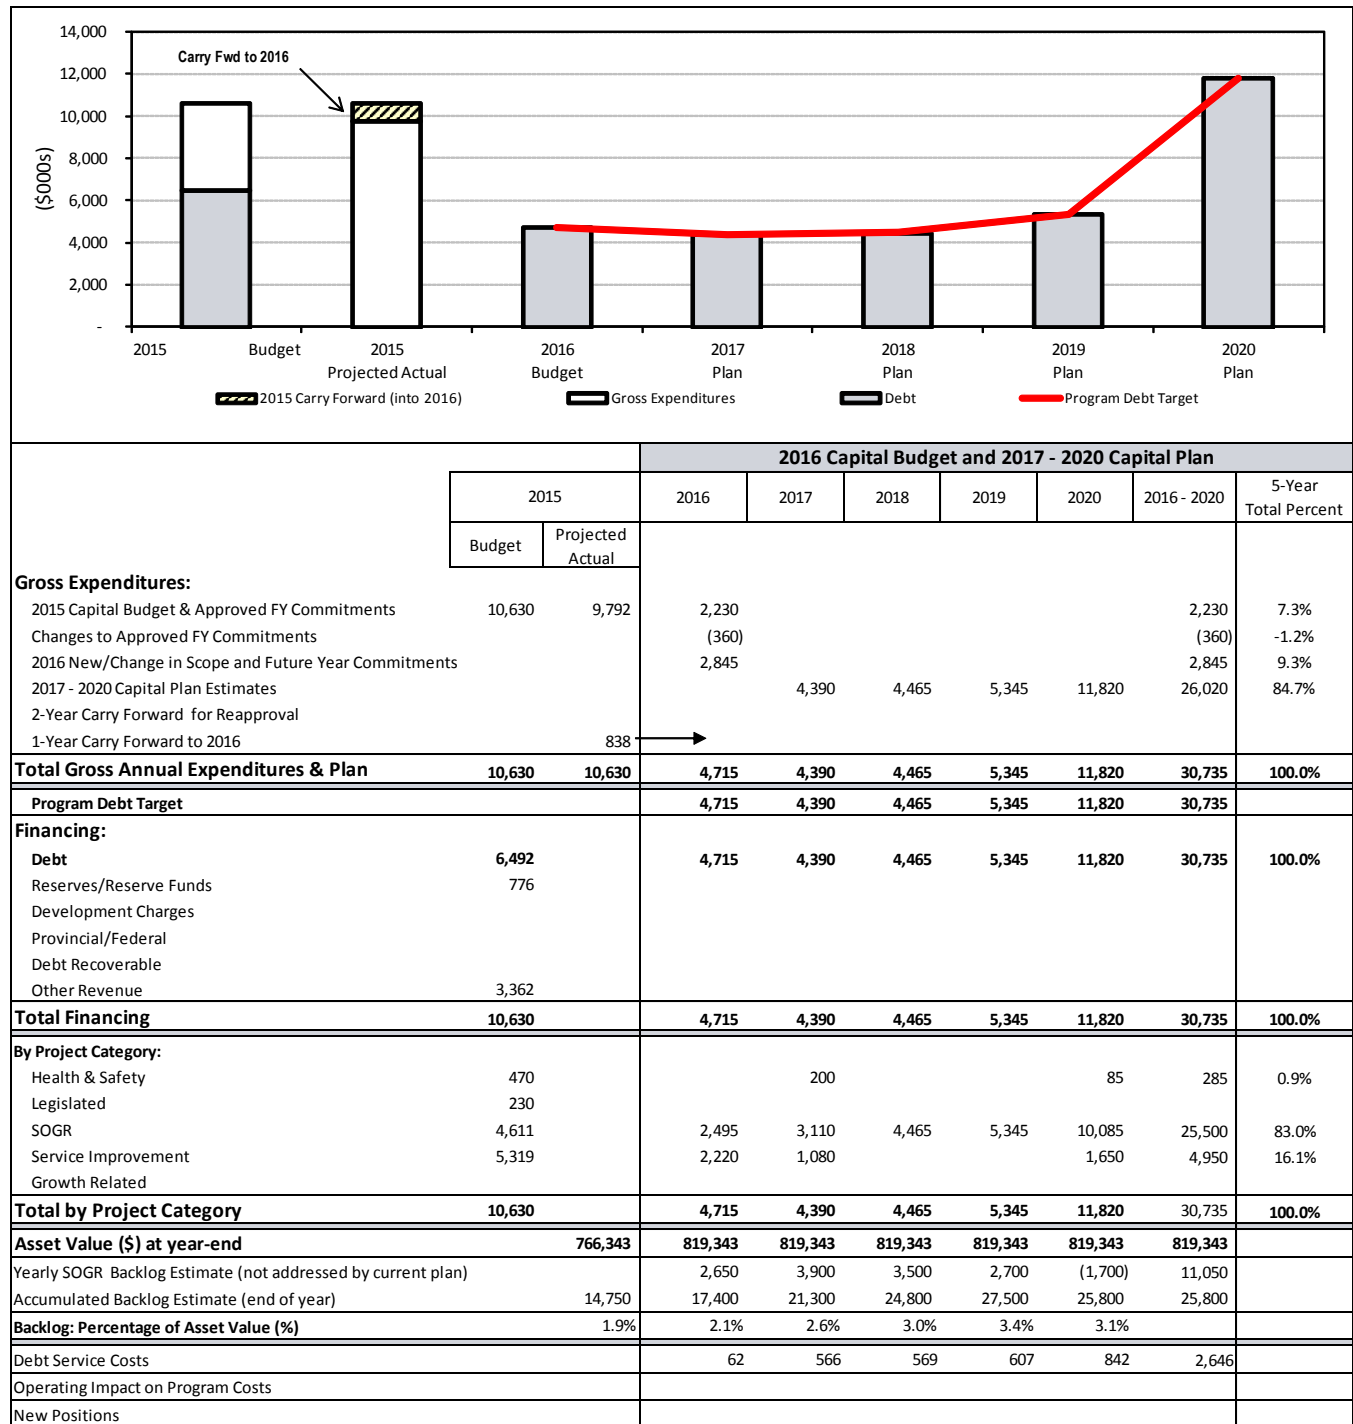 14,000
Carry Fwd to 2016
12,000
10,000
8,000
($000s)
6,000
4,000
2,000
-
2015 Budget 2015 2016 2017 2018 2019 2020
Projected Actual Budget Plan Plan Plan Plan
2015 Carry Forward (into 2016) Gross Expenditures Debt Program Debt Target
2016 Capital Budget and 2017 - 2020 Capital Plan
2015 2016 2017 2018 2019 2020 2016 - 2020 5-Year
Total Percent
Budget Projected
Actual
Gross Expenditures:
2015 Capital Budget & Approved FY Commitments 10,630 9,792 2,230 2,230 7.3%
Changes to Approved FY Commitments (360) (360) -1.2%
2016 New/Change in Scope and Future Year Commitments 2,845 2,845 9.3%
2017 - 2020 Capital Plan Estimates 4,390 4,465 5,345 11,820 26,020 84.7%
2-Year Carry Forward for Reapproval
1-Year Carry Forward to 2016 838
Total Gross Annual Expenditures & Plan 10,630 10,630 4,715 4,390 4,465 5,345 11,820 30,735 100.0%
Program Debt Target 4,715 4,390 4,465 5,345 11,820 30,735
Financing:
Debt 6,492 4,715 4,390 4,465 5,345 11,820 30,735 100.0%
Reserves/Reserve Funds 776
Development Charges
Provincial/Federal
Debt Recoverable
Other Revenue 3,362
Total Financing 10,630 4,715 4,390 4,465 5,345 11,820 30,735 100.0%
By Project Category:
Health & Safety 470 200 85 285 0.9%
Legislated 230
SOGR 4,611 2,495 3,110 4,465 5,345 10,085 25,500 83.0%
Service Improvement 5,319 2,220 1,080 1,650 4,950 16.1%
Growth Related
Total by Project Category 10,630 4,715 4,390 4,465 5,345 11,820 30,735 100.0%
Asset Value ($) at year-end 766,343 819,343 819,343 819,343 819,343 819,343 819,343
Yearly SOGR Backlog Estimate (not addressed by current plan) 2,650 3,900 3,500 2,700 (1,700) 11,050
Accumulated Backlog Estimate (end of year) 14,750 17,400 21,300 24,800 27,500 25,800 25,800
Backlog: Percentage of Asset Value (%) 1.9% 2.1% 2.6% 3.0% 3.4% 3.1%
Debt Service Costs 62 566 569 607 842 2,646
Operating Impact on Program Costs
New Positions